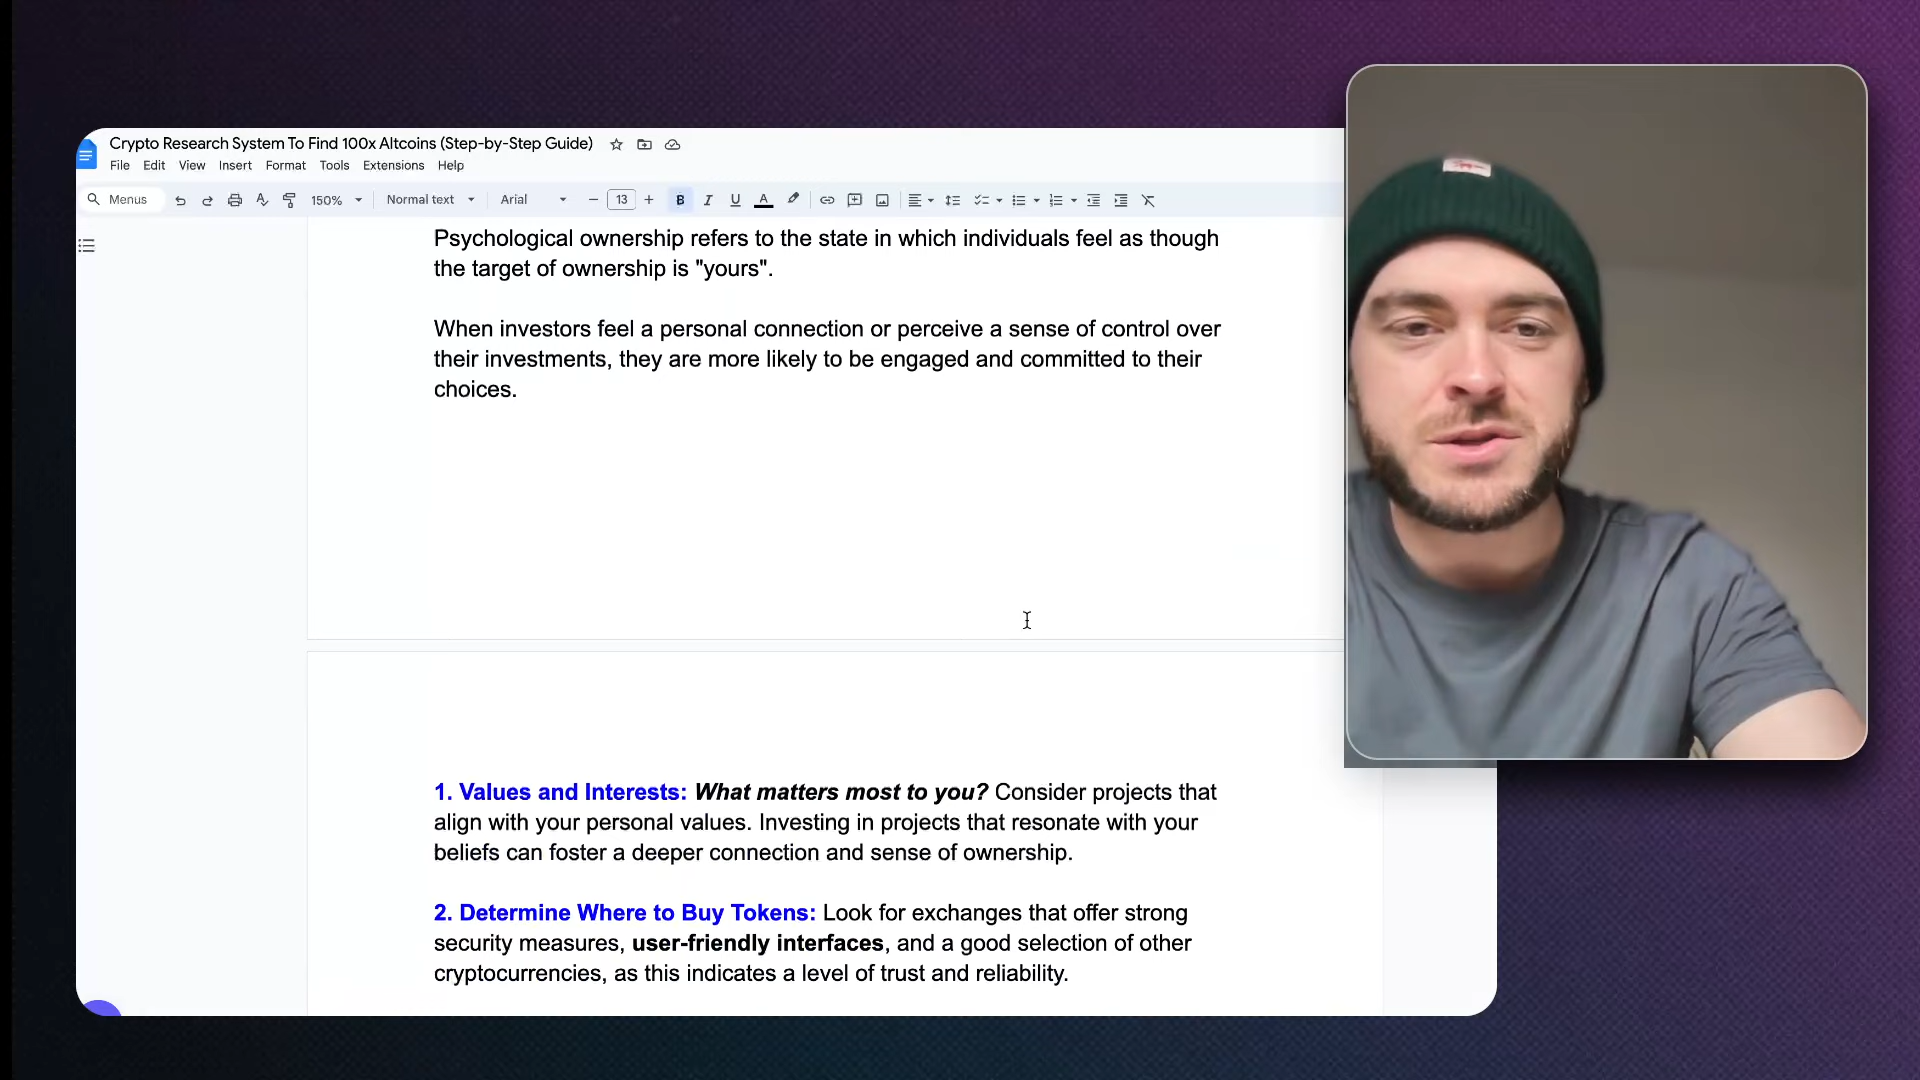 Crypto Research System To Find 100x Altcoins (Step-by-Step Guide)
File Edit View Insert Format Tools Extensions Help
Menus 150% Normal text Arial 13 B I U A
Psychological ownership refers to the state in which individuals feel as though
the target of ownership is "yours".
When investors feel a personal connection or perceive a sense of control over
their investments, they are more likely to be engaged and committed to their
choices.
1. Values and Interests: What matters most to you? Consider projects that
align with your personal values. Investing in projects that resonate with your
beliefs can foster a deeper connection and sense of ownership.
2. Determine Where to Buy Tokens: Look for exchanges that offer strong
security measures, user-friendly interfaces, and a good selection of other
cryptocurrencies, as this indicates a level of trust and reliability.